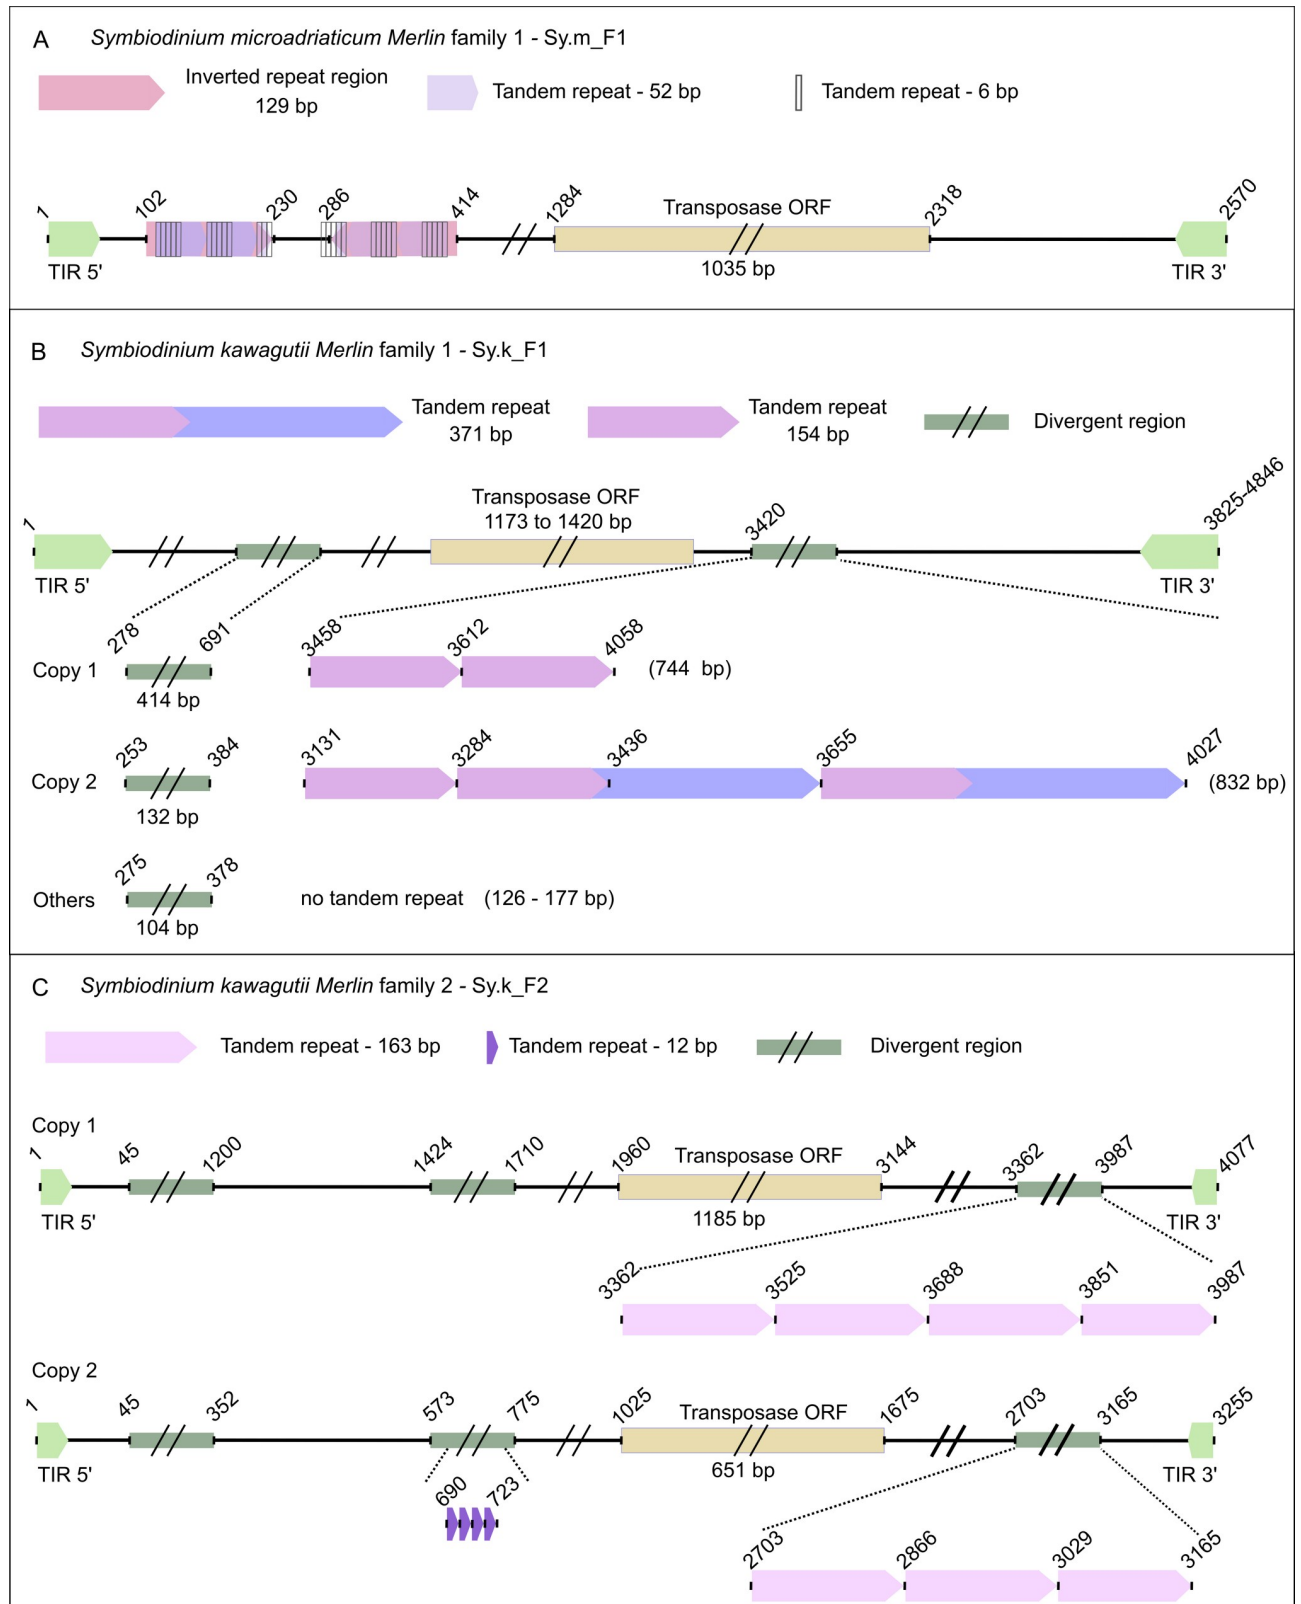 A Symbiodinium microadriaticum Merlin family 1 - Sy.m_F1
Inverted repeat region
129 bp
Tandem repeat - 52 bp
Tandem repeat - 6 bp
1 102 230 286 414 1284 2318 2570
Transposase ORF
1035 bp
TIR 5' TIR 3'
B Symbiodinium kawagutii Merlin family 1 - Sy.k_F1
Tandem repeat
371 bp
Tandem repeat
154 bp
Divergent region
Transposase ORF
1173 to 1420 bp
1 3420 3825-4846
TIR 5' TIR 3'
278 691 3458 3612 4058
Copy 1 (744 bp)
414 bp
253 384 3131 3284 3436 3655 4027
Copy 2 (832 bp)
132 bp
275 378
Others no tandem repeat (126 - 177 bp)
104 bp
C Symbiodinium kawagutii Merlin family 2 - Sy.k_F2
Tandem repeat - 163 bp Tandem repeat - 12 bp Divergent region
Copy 1
1 45 1200 1424 1710 1960 Transposase ORF 3144 3362 3987 4077
TIR 5' 1185 bp TIR 3'
3362 3525 3688 3851 3987
Copy 2
1 45 352 573 775 1025 Transposase ORF 1675 2703 3165 3255
TIR 5' 651 bp TIR 3'
690 723
2703 2866 3029 3165